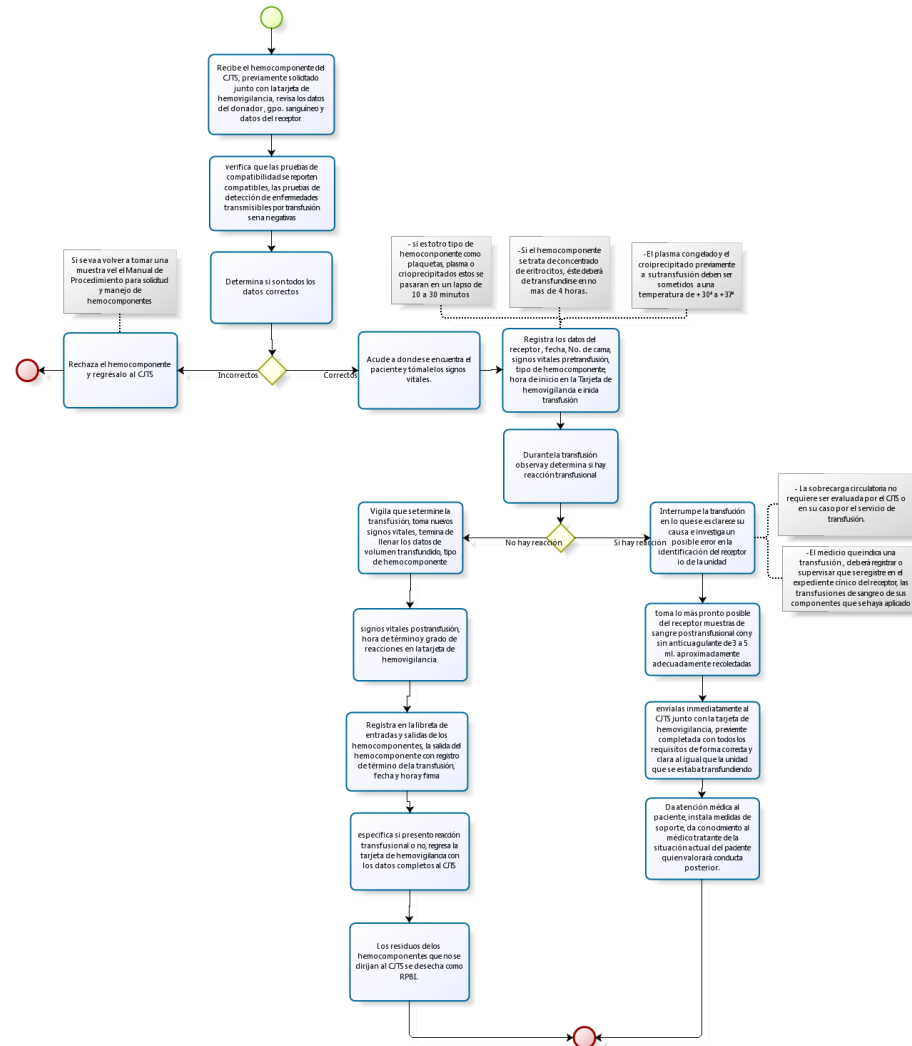 Recibe el hemocomponente del
CJTS, previamente solicitado
junto con la tarjeta de
hemovigilancia, revisa los datos
del donador , gpo. sanguíneo y
datos del receptor
verifica que las pruebas de
compatibilidad se reporten
compatibles, las pruebas de
detección de enfermedades
transmisibles por transfusión
sena negativas
Determina si son todos los
datos correctos
Si se va a volver a tomar una
muestra vel el Manual de
Procedimiento para solicitud
y manejo de
hemocomponentes
Rechaza el hemocomponente
y regrésalo al CJTS
Incorrectos
Correctos
Acude a donde se encuentra el
paciente y tómale los signos
vitales.
- si es totro tipo de
hemocoponente como
plaquetas, plasma o
crioprecipitados estos se
pasaran en un lapso de
10 a 30 minutos
- Si el hemocomponente
se trata de concentrado
de eritrocitos, éste deberá
de transfundirse en no
mas de 4 horas.
-El plasma congelado y el
croiprecipitado previamente
a su transfusión deben ser
sometidos a una
temperatura de + 30° a +37°
Registra los datos del
receptor , fecha, No. de cama,
signos vitales pretransfusión,
tipo de hemocomponente,
hora de inicio en la Tarjeta de
hemovigilancia e inicia
transfusión
Durante la transfusión
observa y determina si hay
reacción transfusional
No hay reacción
Si hay reacción
Vigila que setermine la
transfusión, toma nuevos
signos vitales, termina de
llenar los datos de
volumen transfundido, tipo
de hemocomponente
Interrumpe la transfución
en lo que se esclarece su
causa e investiga un
posible error en la
identificación del receptor
io de la unidad
- La sobrecarga circulatoria no
requiere ser evaluada por el CJTS o
en su caso por el servicio de
transfusión.
-El médicio que indica una
transfusión , deberá registrar o
supervisar que se registre en el
expediente cínico del receptor, las
transfusiones de sangre o de sus
componentes que se haya aplicado
signos vitales postransfusión,
hora de término y grado de
reacciones en la tarjeta de
hemovigilancia
toma lo más pronto posible
del receptor muestras de
sangre postransfusional con y
sin anticuagulante de 3 a 5
ml. aproximadamente
adecuadamente recolectadas
Registra en la libreta de
entradas y salidas de los
hemocomponentes, la salida del
hemocomponente con registro
de término de la transfusión,
fecha y hora y firma
envialas inmediatamente al
CJTS junto con la tarjeta de
hemovigilancia, previemte
completada con todos los
requisitos de forma correcta y
clara al igual que la unidad
que se estaba transfundiendo
especifica si presento reacción
transfusional o no, regresa la
tarjeta de hemovigilancia con
los datos completos al CJTS
Da atención médica al
paciente, instala medidas de
soporte, da conocimiento al
médico tratante de la
situación actual del paciente
quien valorará conducta
posterior.
Los residuos de los
hemocomponentes que no se
dirijan al CJTS se desecha como
RPBI.